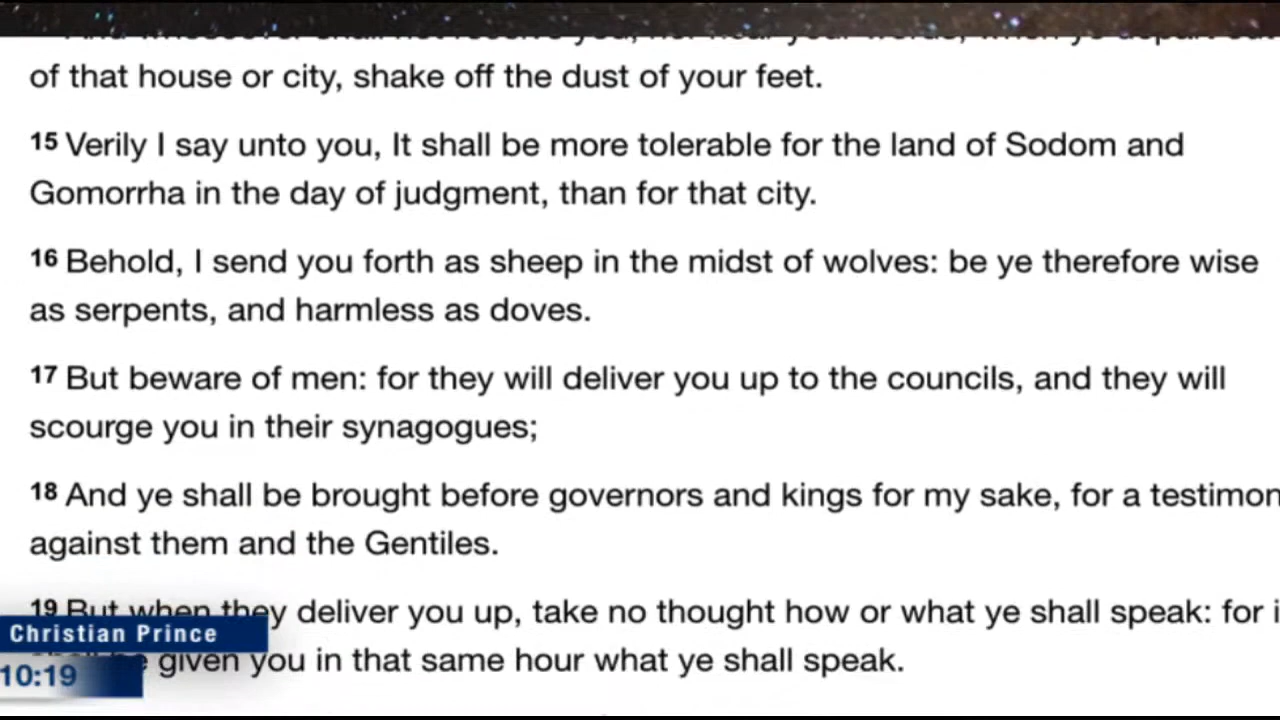 of that house or city, shake off the dust of your feet.
15 Verily I say unto you, It shall be more tolerable for the land of Sodom and
Gomorrha in the day of judgment, than for that city.
16 Behold, I send you forth as sheep in the midst of wolves: be ye therefore wise
as serpents, and harmless as doves.
17 But beware of men: for they will deliver you up to the councils, and they will
scourge you in their synagogues;
18 And ye shall be brought before governors and kings for my sake, for a testimon
against them and the Gentiles.
19 But when they deliver you up, take no thought how or what ye shall speak: for i
given you in that same hour what ye shall speak.
Christian Prince
10:19